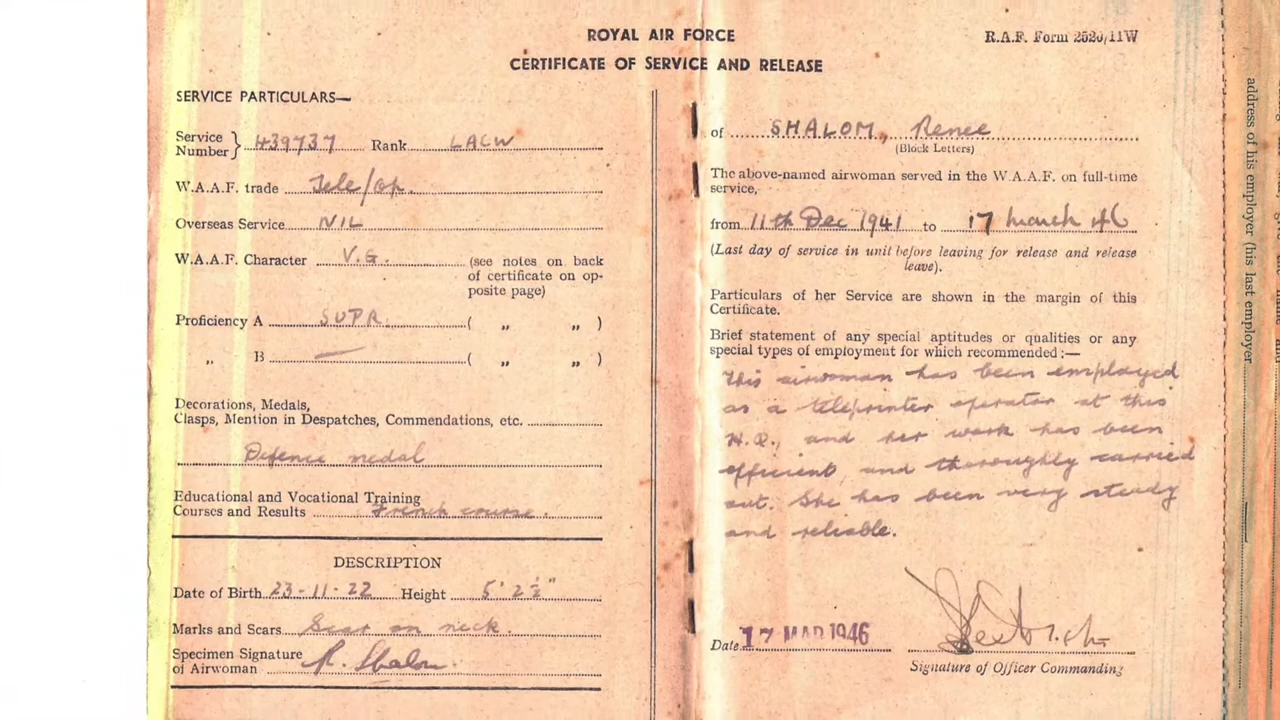 ROYAL AIR FORCE
R.A.F. Form 2520/11W
CERTIFICATE OF SERVICE AND RELEASE
SERVICE PARTICULARS—
Service Number } 439737 Rank LACW
W.A.A.F. trade Tele/op.
Overseas Service NIL
W.A.A.F. Character V.G. (see notes on back
of certificate on op-
posite page)
Proficiency A SUPR. ( „ „ )
„ B — ( „ „ )
Decorations, Medals,
Clasps, Mention in Despatches, Commendations, etc.
Defence medal
Educational and Vocational Training
Courses and Results French course.
DESCRIPTION
Date of Birth 23-11-22 Height 5' 2½"
Marks and Scars Scar on neck.
Specimen Signature
of Airwoman R. Shalom.
of SHALOM, Renee
(Block Letters)
The above-named airwoman served in the W.A.A.F. on full-time
service,
from 11th Dec 1941 to 17 March 46
(Last day of service in unit before leaving for release and release
leave).
Particulars of her Service are shown in the margin of this
Certificate.
Brief statement of any special aptitudes or qualities or any
special types of employment for which recommended :—
This airwoman has been employed
as a teleprinter operator at this
H.Q., and her work has been
efficient, and thoroughly carried
out. She has been very steady
and reliable.
Date 17 MAR 1946
Signature of Officer Commanding
address of his employer (his last employer